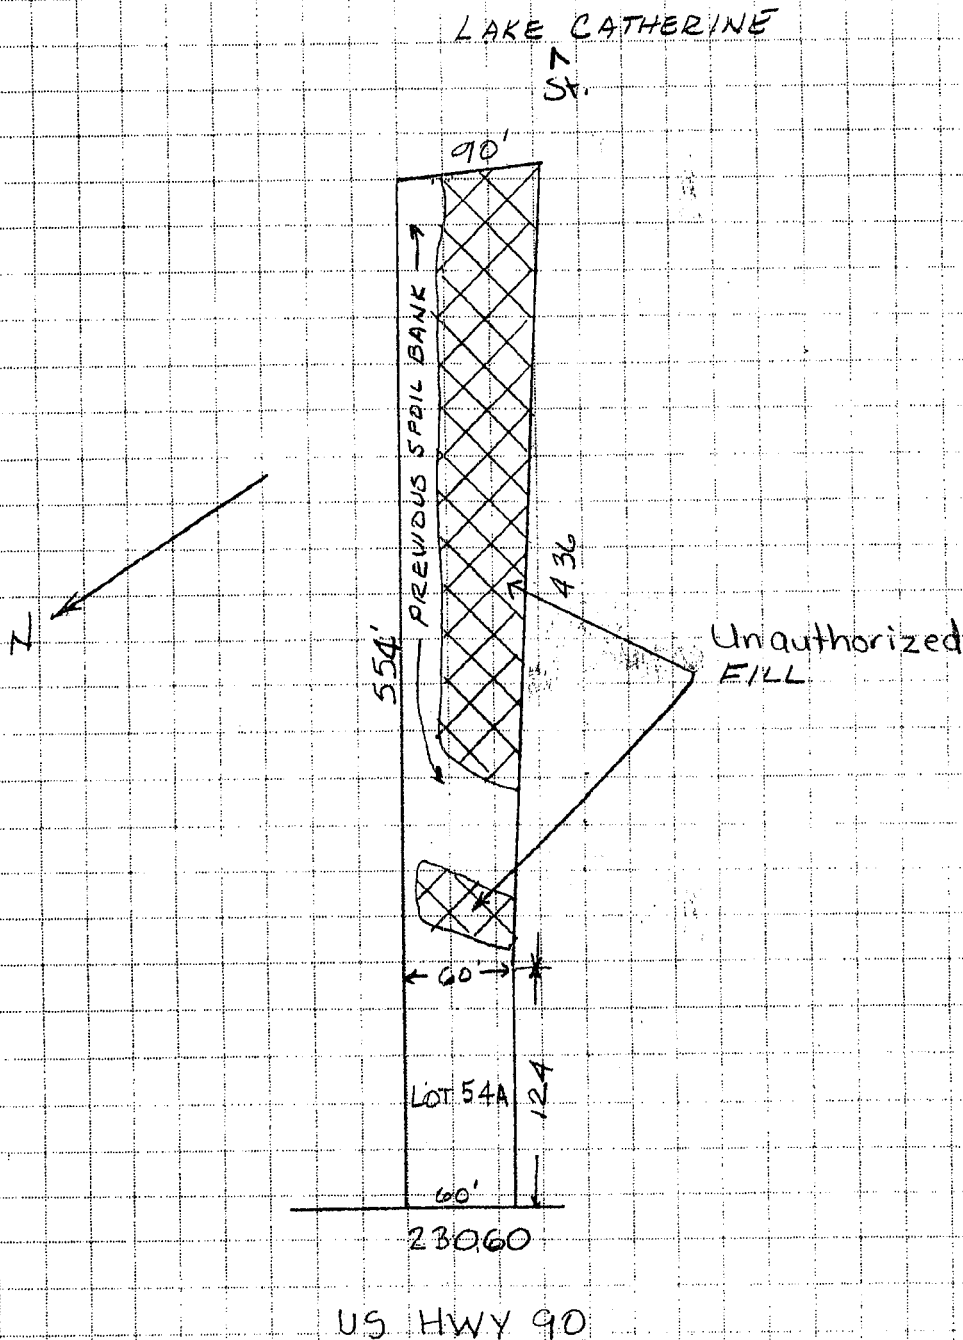 LAKE CATHERINE
St. 7
90'
PREVIOUS SPOIL BANK
436
554'
N
Unauthorized
FILL
60'
LOT 54A
124
60'
23060
US HWY 90